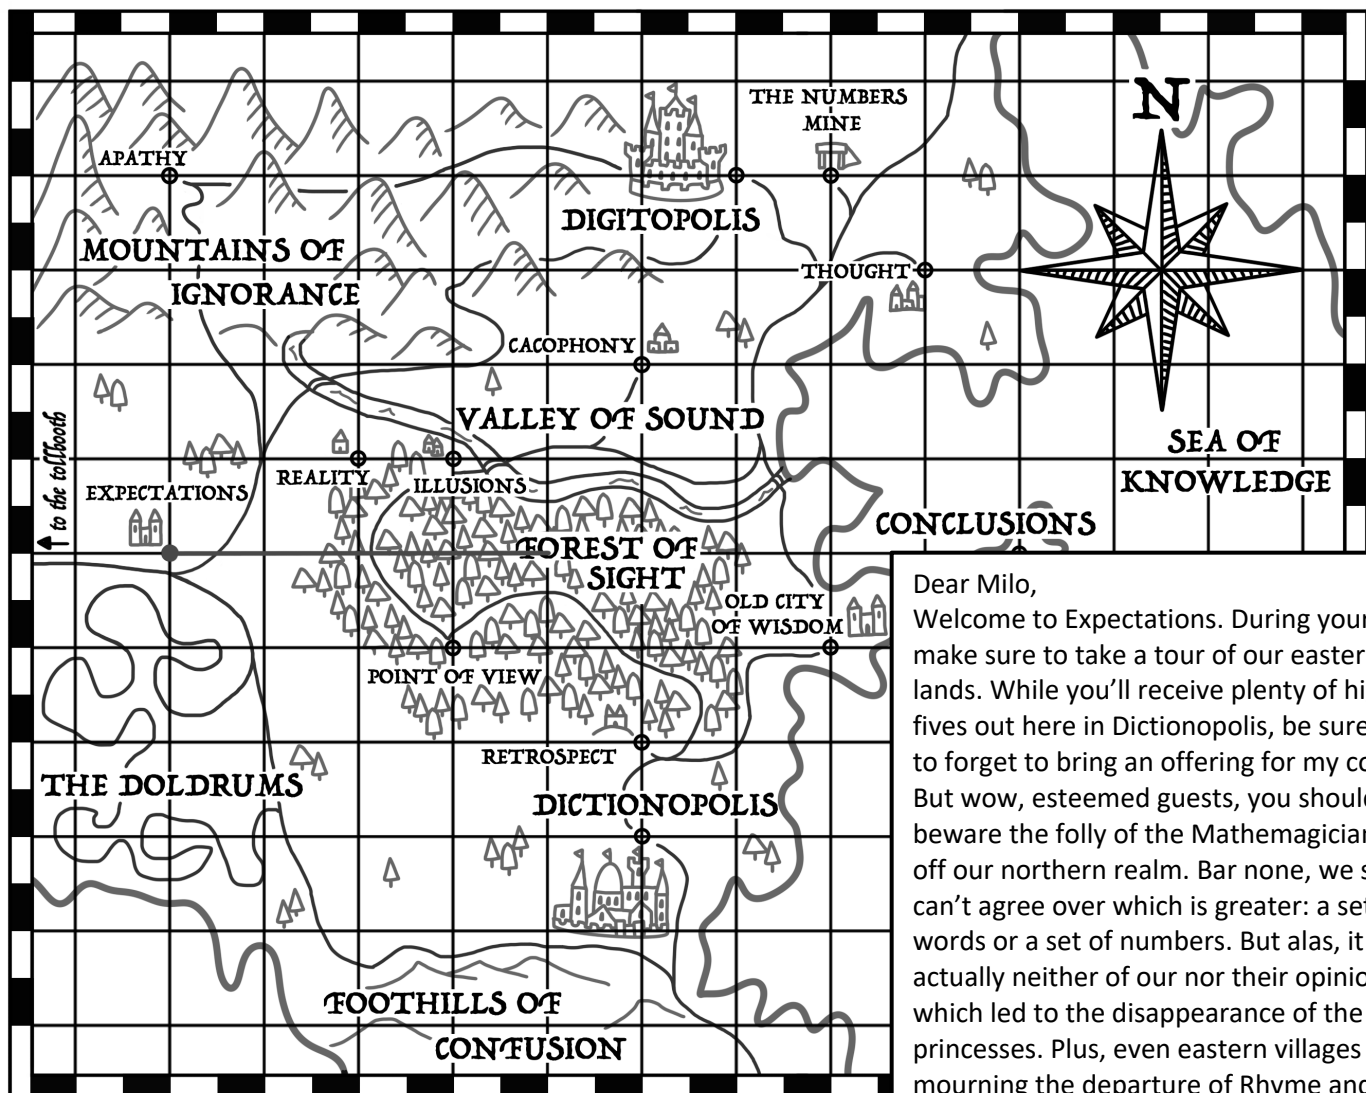 N
THE NUMBERS
MINE
APATHY
DIGITOPOLIS
MOUNTAINS OF
IGNORANCE
THOUGHT
CACOPHONY
to the tollbooth
VALLEY OF SOUND
SEA OF
KNOWLEDGE
REALITY
ILLUSIONS
EXPECTATIONS
CONCLUSIONS
FOREST OF
SIGHT
OLD CITY
OF WISDOM
POINT OF VIEW
RETROSPECT
THE DOLDRUMS
DICTIONOPOLIS
FOOTHILLS OF
CONFUSION
Dear Milo,
Welcome to Expectations. During your
make sure to take a tour of our easter
lands. While you’ll receive plenty of hi
fives out here in Dictionopolis, be sure
to forget to bring an offering for my co
But wow, esteemed guests, you should
beware the folly of the Mathemagician
off our northern realm. Bar none, we s
can’t agree over which is greater: a set
words or a set of numbers. But alas, it
actually neither of our nor their opinio
which led to the disappearance of the
princesses. Plus, even eastern villages
mourning the departure of Rhyme and